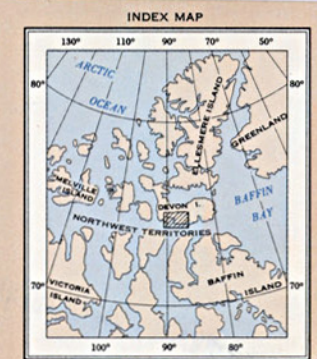 INDEX MAP
130° 110° 90° 70° 50°
ARCTIC
OCEAN
80°
80°
ELLESMERE ISLAND
GREENLAND
MELVILLE
ISLAND
DEVON I.
BAFFIN
BAY
NORTHWEST TERRITORIES
BAFFIN
ISLAND
VICTORIA
ISLAND
70°
70°
100° 90° 80°